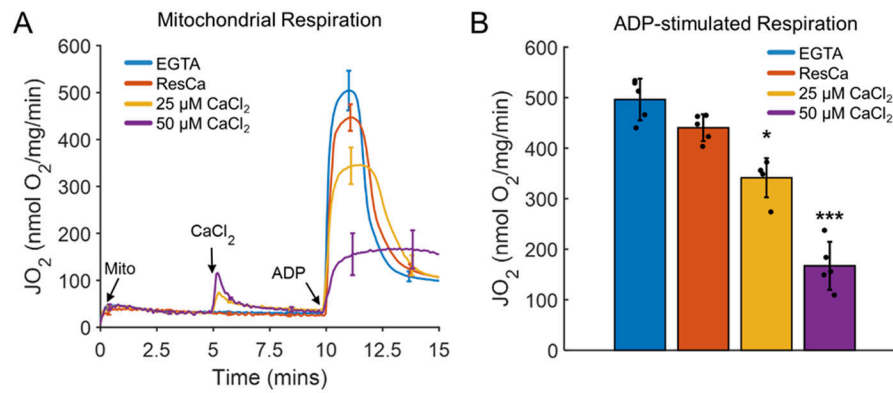 A
Mitochondrial Respiration
JO2 (nmol O2/mg/min)
600
500
400
300
200
100
0
EGTA
ResCa
25 μM CaCl2
50 μM CaCl2
Mito
CaCl2
ADP
0
2.5
5
7.5
10
12.5
15
Time (mins)
B
ADP-stimulated Respiration
JO2 (nmol O2/mg/min)
600
500
400
300
200
100
0
EGTA
ResCa
25 μM CaCl2
50 μM CaCl2
*
***